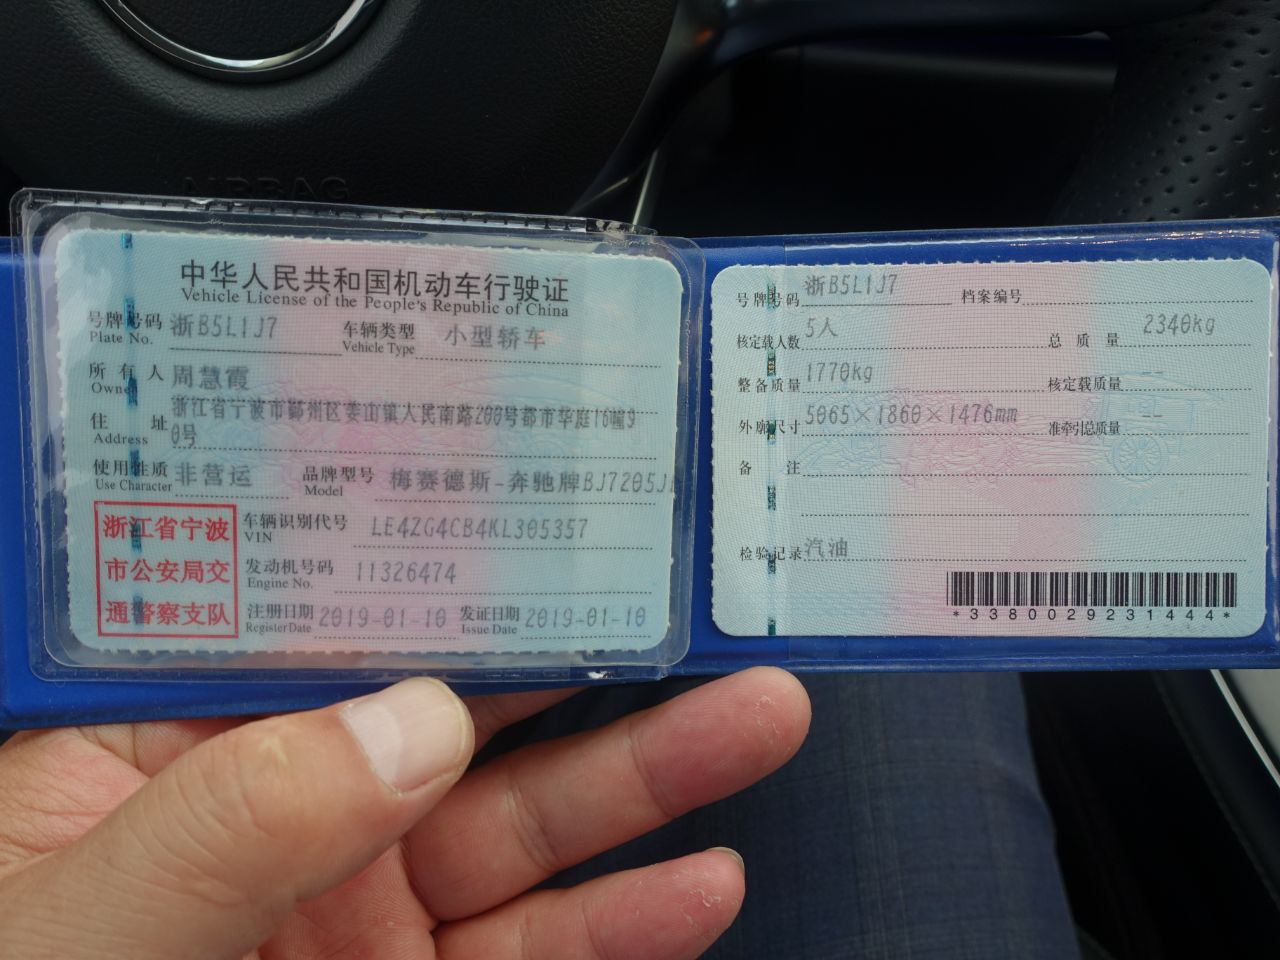 AIRBAG
中华人民共和国机动车行驶证
Vehicle License of the People's Republic of China
号牌号码 浙B5L1J7 车辆类型 小型轿车
Plate No. Vehicle Type
所有人 周慧霞
Owner
住址 浙江省宁波市鄞州区姜山镇人民南路200号都市华庭10幢9
Address 0号
使用性质 非营运 品牌型号 梅赛德斯-奔驰牌BJ7205J
Use Character Model
浙江省宁波
市公安局交
通警察支队
车辆识别代号 LE4ZG4CB4KL305357
VIN
发动机号码 11326474
Engine No.
注册日期 2019-01-10 发证日期 2019-01-10
Register Date Issue Date
号牌号码 浙B5L1J7 档案编号
核定载人数 5人 总质量 2340kg
整备质量 1770kg 核定载质量 --
外廓尺寸 5065×1860×1476mm 准牵引总质量 --
备注
检验记录 汽油
*3380029231444*